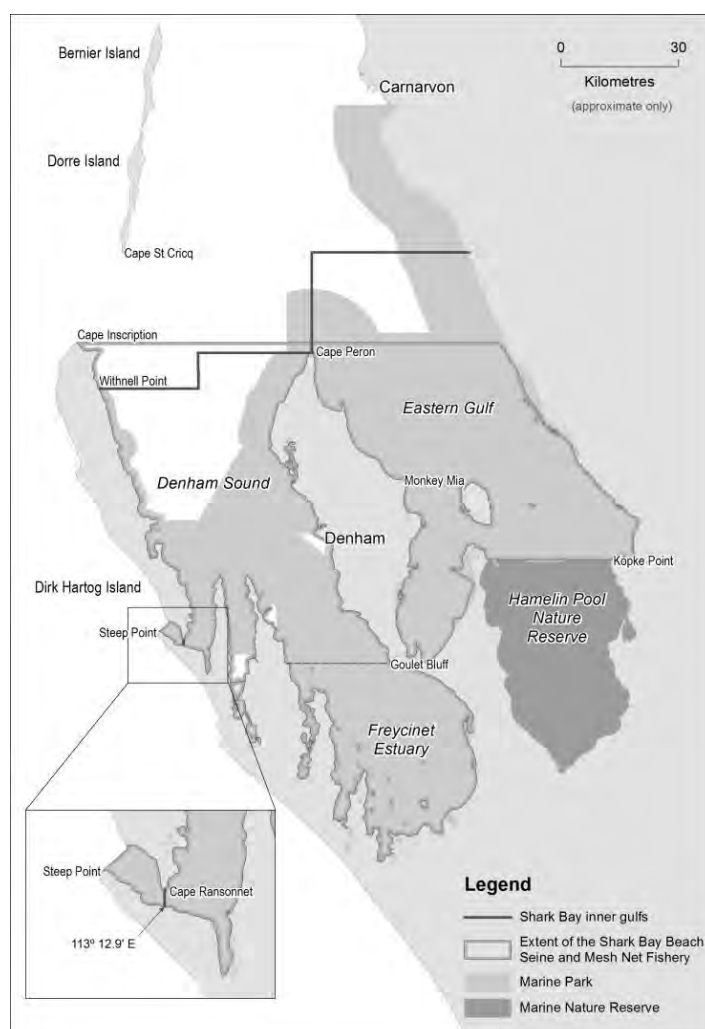 Bernier Island
0 30
Kilometres
(approximate only)
Carnarvon
Dorre Island
Cape St Cricq
Cape Inscription
Cape Peron
Withnell Point
Eastern Gulf
Denham Sound
Monkey Mia
Denham
Kopke Point
Dirk Hartog Island
Hamelin Pool
Nature
Reserve
Steep Point
Goulet Bluff
Freycinet
Estuary
Steep Point
Cape Ransonnet
113º 12.9' E
Legend
Shark Bay inner gulfs
Extent of the Shark Bay Beach
Seine and Mesh Net Fishery
Marine Park
Marine Nature Reserve